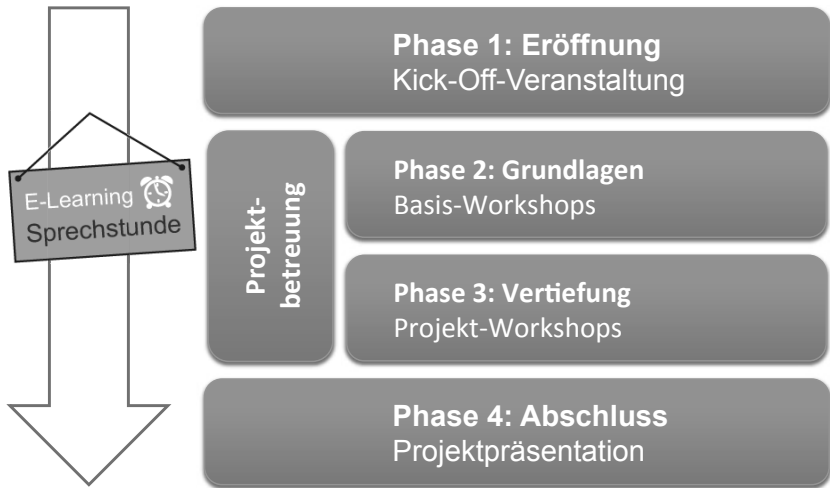 Phase 1: Eröffnung
Kick-Off-Veranstaltung
E-Learning
Sprechstunde
Projekt-
betreuung
Phase 2: Grundlagen
Basis-Workshops
Phase 3: Vertiefung
Projekt-Workshops
Phase 4: Abschluss
Projektpräsentation